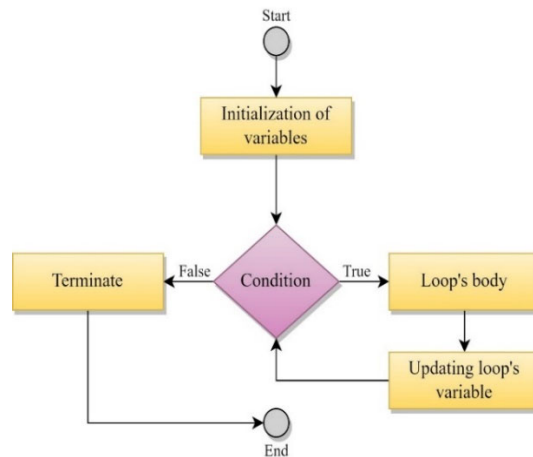 Start
Initialization of
variables
Terminate
False
Condition
True
Loop's body
Updating loop's
variable
End